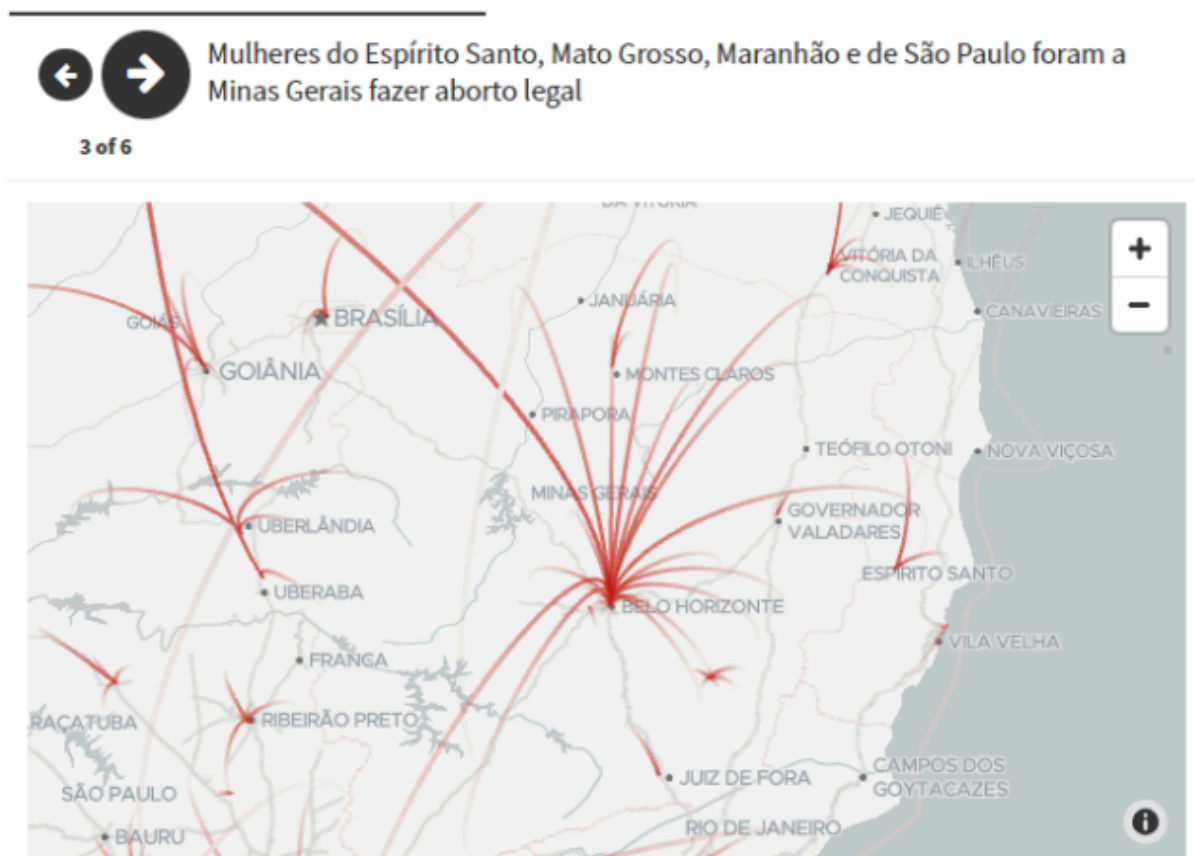 Mulheres do Espírito Santo, Mato Grosso, Maranhão e de São Paulo foram a
Minas Gerais fazer aborto legal
3 of 6
DA VITÓRIA
JEQUIÉ
VITÓRIA DA
CONQUISTA
ILHÉUS
+
−
JANUÁRIA
CANAVIEIRAS
GOIÁS
BRASÍLIA
GOIÂNIA
MONTES CLAROS
PIRAPORA
TEÓFILO OTONI
NOVA VIÇOSA
MINAS GERAIS
UBERLÂNDIA
GOVERNADOR
VALADARES
ESPÍRITO SANTO
UBERABA
BELO HORIZONTE
VILA VELHA
FRANCA
RAÇATUBA
RIBEIRÃO PRETO
JUIZ DE FORA
CAMPOS DOS
GOYTACAZES
SÃO PAULO
RIO DE JANEIRO
BAURU